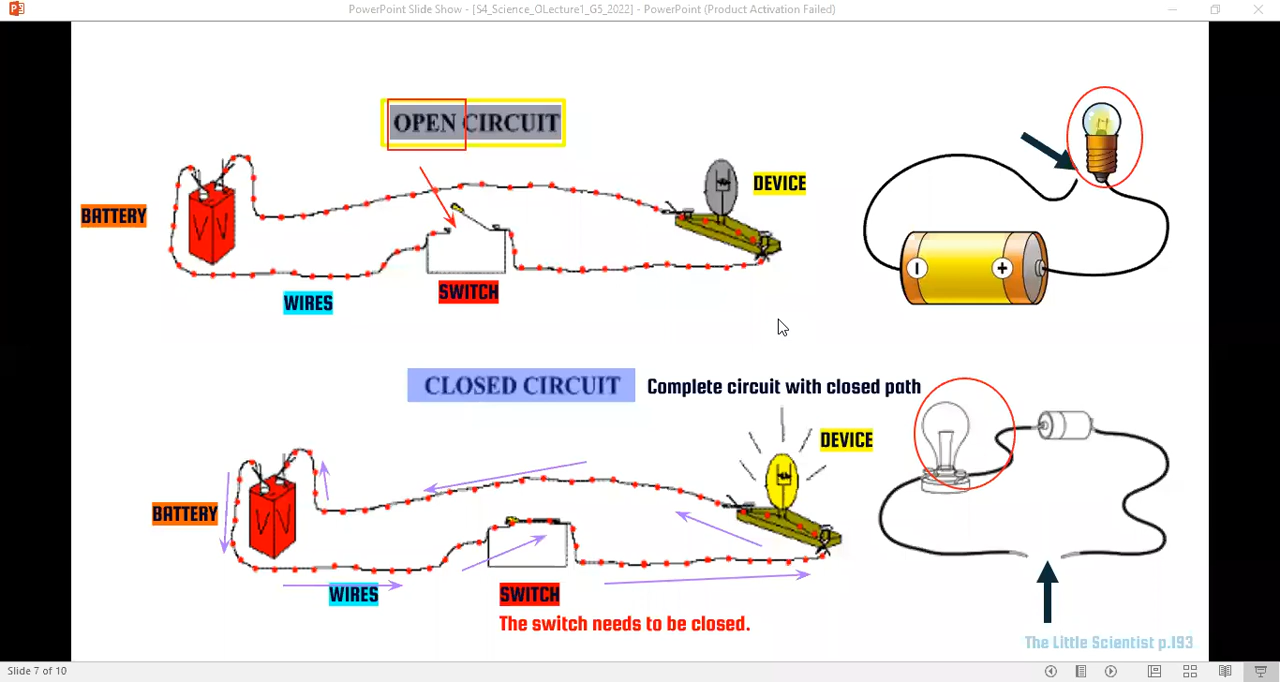 PowerPoint Slide Show - [S4_Science_OLecture1_G5_2022] - PowerPoint (Product Activation Failed)
OPEN CIRCUIT
DEVICE
BATTERY
SWITCH
WIRES
CLOSED CIRCUIT
Complete circuit with closed path
DEVICE
BATTERY
WIRES
SWITCH
The switch needs to be closed.
The Little Scientist p.193
Slide 7 of 10